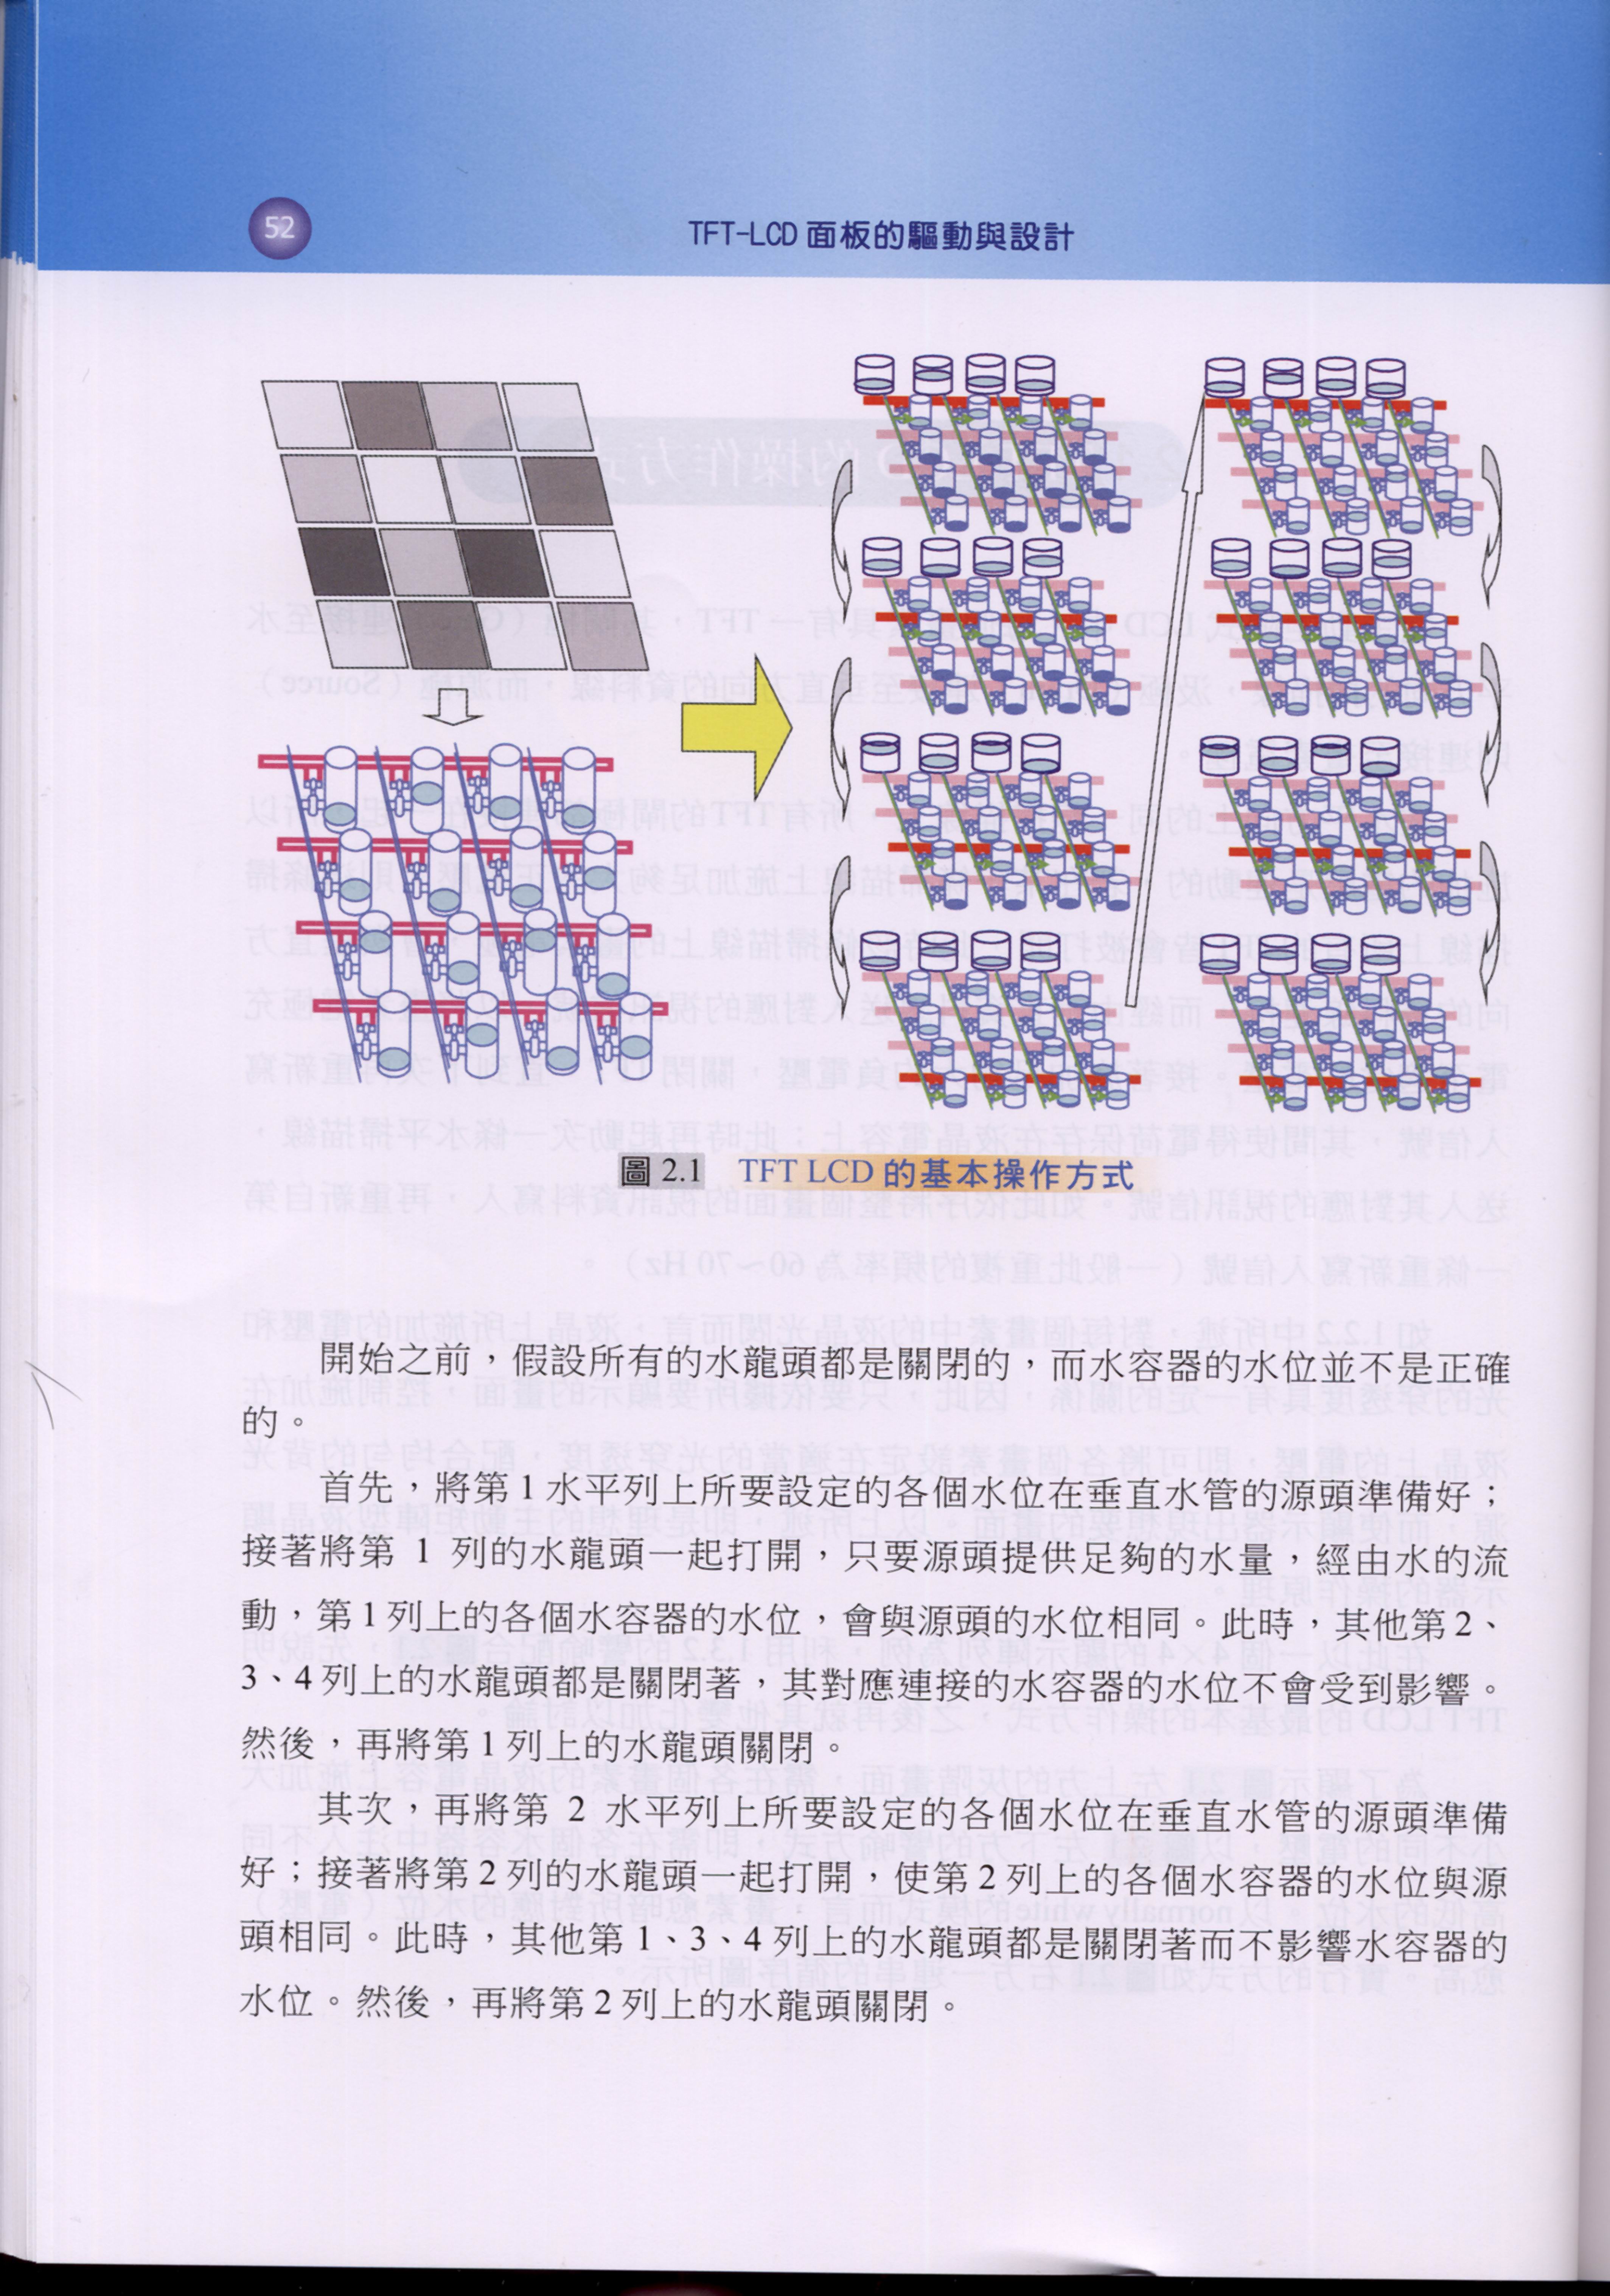 52
TFT-LCD 面板的驅動與設計
圖 2.1 TFT LCD 的基本操作方式
開始之前，假設所有的水龍頭都是關閉的，而水容器的水位並不是正確
的。
首先，將第 1 水平列上所要設定的各個水位在垂直水管的源頭準備好；
接著將第 1 列的水龍頭一起打開，只要源頭提供足夠的水量，經由水的流
動，第 1 列上的各個水容器的水位，會與源頭的水位相同。此時，其他第 2、
3、4 列上的水龍頭都是關閉著，其對應連接的水容器的水位不會受到影響。
然後，再將第 1 列上的水龍頭關閉。
其次，再將第 2 水平列上所要設定的各個水位在垂直水管的源頭準備
好；接著將第 2 列的水龍頭一起打開，使第 2 列上的各個水容器的水位與源
頭相同。此時，其他第 1、3、4 列上的水龍頭都是關閉著而不影響水容器的
水位。然後，再將第 2 列上的水龍頭關閉。